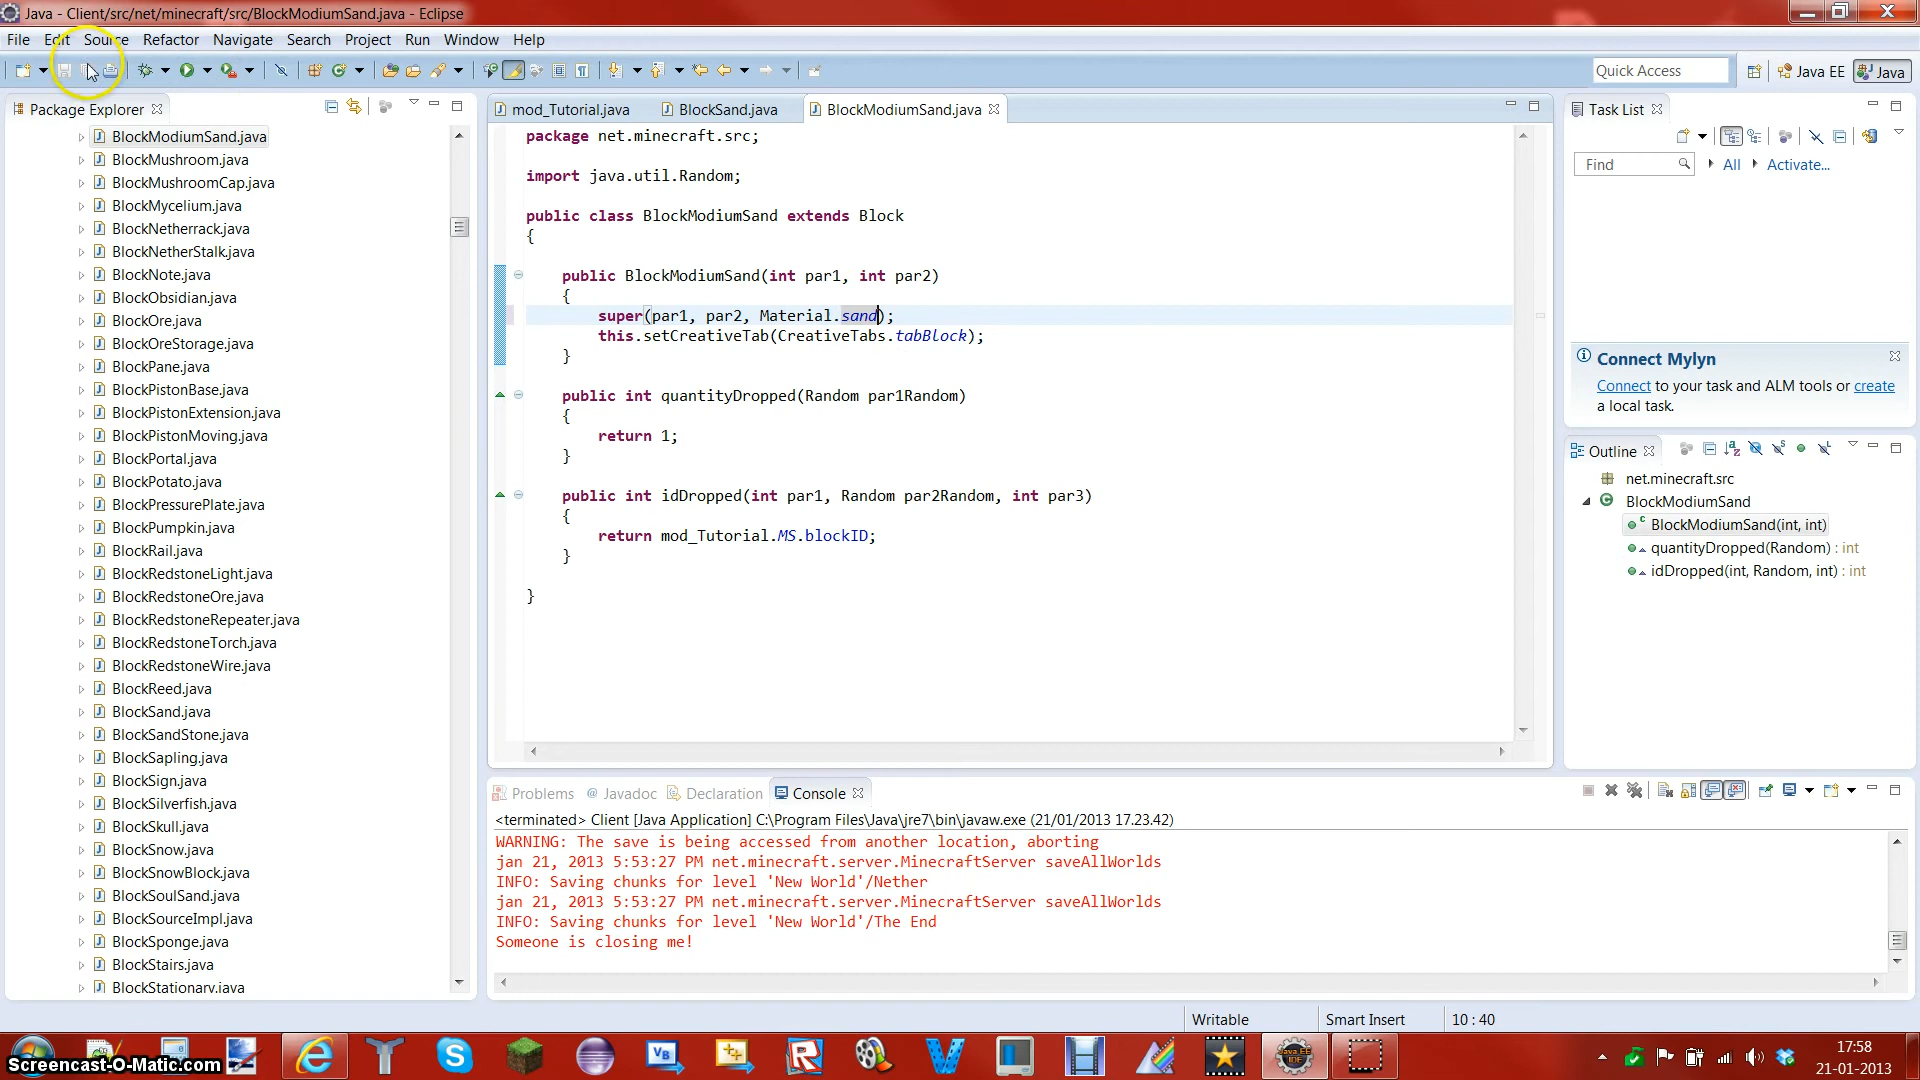 Java - Client/src/net/minecraft/src/BlockModiumSand.java - Eclipse
File Edit Source Refactor Navigate Search Project Run Window Help
Quick Access
Java EE
Java
Package Explorer
BlockModiumSand.java
BlockMushroom.java
BlockMushroomCap.java
BlockMycelium.java
BlockNetherrack.java
BlockNetherStalk.java
BlockNote.java
BlockObsidian.java
BlockOre.java
BlockOreStorage.java
BlockPane.java
BlockPistonBase.java
BlockPistonExtension.java
BlockPistonMoving.java
BlockPortal.java
BlockPotato.java
BlockPressurePlate.java
BlockPumpkin.java
BlockRail.java
BlockRedstoneLight.java
BlockRedstoneOre.java
BlockRedstoneRepeater.java
BlockRedstoneTorch.java
BlockRedstoneWire.java
BlockReed.java
BlockSand.java
BlockSandStone.java
BlockSapling.java
BlockSign.java
BlockSilverfish.java
BlockSkull.java
BlockSnow.java
BlockSnowBlock.java
BlockSoulSand.java
BlockSourceImpl.java
BlockSponge.java
BlockStairs.java
BlockStationary.java
mod_Tutorial.java BlockSand.java BlockModiumSand.java
package net.minecraft.src;
import java.util.Random;
public class BlockModiumSand extends Block
{
public BlockModiumSand(int par1, int par2)
{
super(par1, par2, Material.sand);
this.setCreativeTab(CreativeTabs.tabBlock);
}
public int quantityDropped(Random par1Random)
{
return 1;
}
public int idDropped(int par1, Random par2Random, int par3)
{
return mod_Tutorial.MS.blockID;
}
}
Task List
Find All Activate...
Connect Mylyn
Connect to your task and ALM tools or create
a local task.
Outline
net.minecraft.src
BlockModiumSand
BlockModiumSand(int, int)
quantityDropped(Random) : int
idDropped(int, Random, int) : int
Problems Javadoc Declaration Console
<terminated> Client [Java Application] C:\Program Files\Java\jre7\bin\javaw.exe (21/01/2013 17.23.42)
WARNING: The save is being accessed from another location, aborting
jan 21, 2013 5:53:27 PM net.minecraft.server.MinecraftServer saveAllWorlds
INFO: Saving chunks for level 'New World'/Nether
jan 21, 2013 5:53:27 PM net.minecraft.server.MinecraftServer saveAllWorlds
INFO: Saving chunks for level 'New World'/The End
Someone is closing me!
Writable Smart Insert 10 : 40
Screencast-O-Matic.com
17:58
21-01-2013